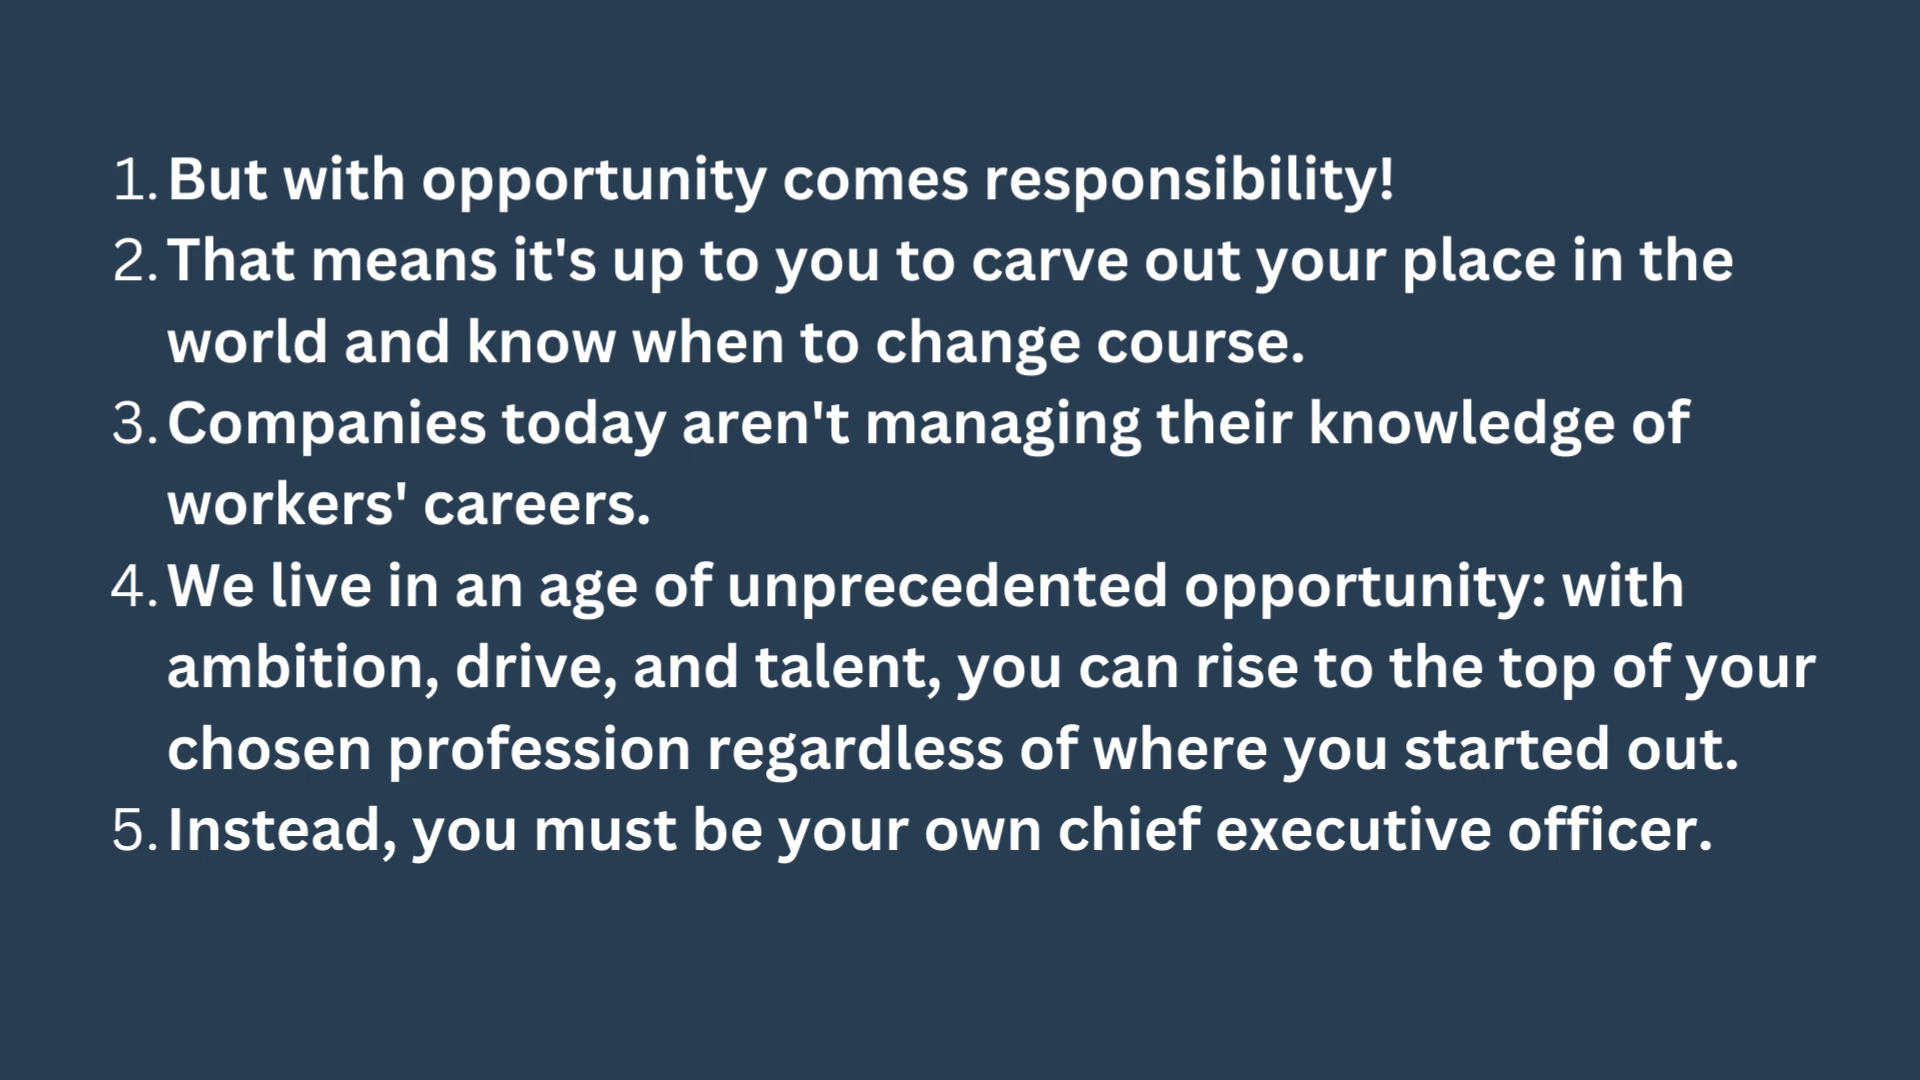 1. But with opportunity comes responsibility!
2. That means it's up to you to carve out your place in the
world and know when to change course.
3. Companies today aren't managing their knowledge of
workers' careers.
4. We live in an age of unprecedented opportunity: with
ambition, drive, and talent, you can rise to the top of your
chosen profession regardless of where you started out.
5. Instead, you must be your own chief executive officer.